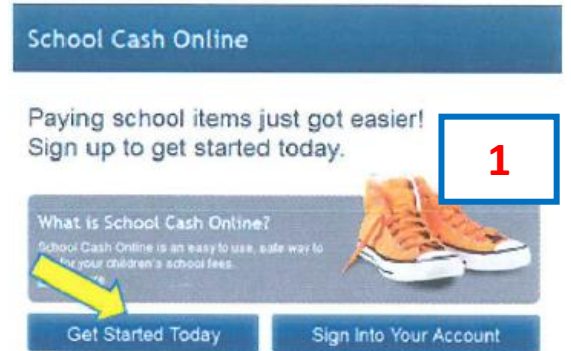 School Cash Online
Paying school items just got easier!
Sign up to get started today.
1
What is School Cash Online?
School Cash Online is an easy to use, safe way to
for your children's school fees.
Get Started Today
Sign Into Your Account